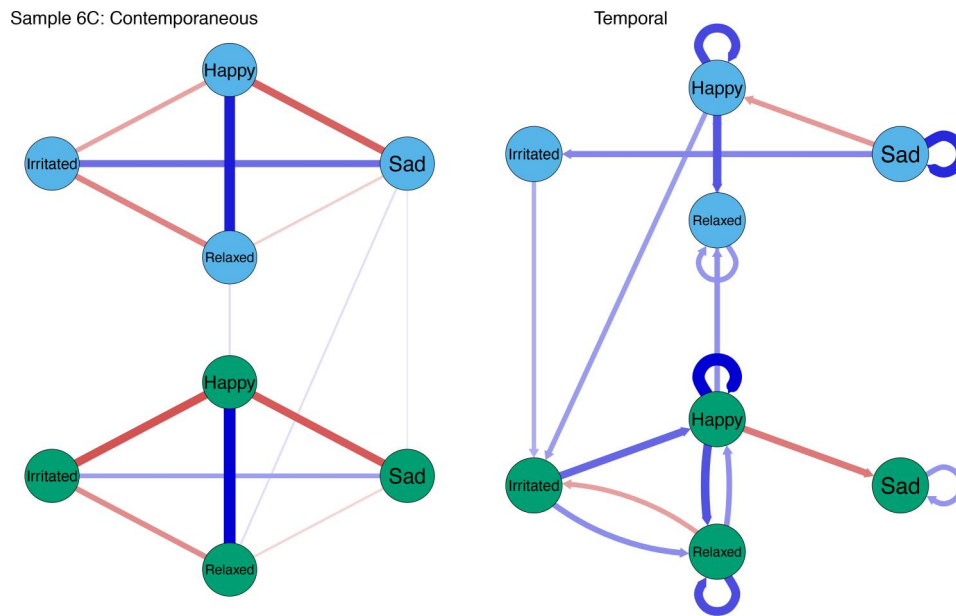 Sample 6C: Contemporaneous
Temporal
Happy
Irritated
Sad
Relaxed
Happy
Irritated
Sad
Relaxed
Happy
Irritated
Sad
Relaxed
Happy
Irritated
Sad
Relaxed